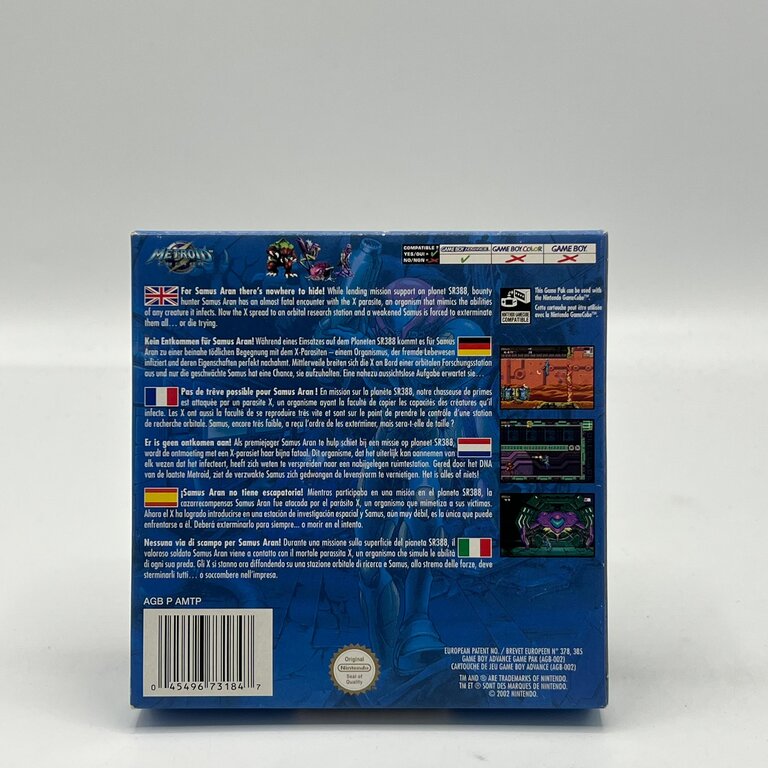 METROID
COMPATIBLE? GAME BOY ADVANCE GAME BOY COLOR GAME BOY
YES/OUI =
NO/NON =
For Samus Aran there's nowhere to hide! While lending mission support on planet SR388, bounty
hunter Samus Aran has an almost fatal encounter with the X parasite, an organism that mimics the abilities
of any creature it infects. Now the X spread to an orbital research station and a weakened Samus is forced to exterminate
them all... or die trying.
NINTENDO GAMECUBE
COMPATIBLE
This Game Pak can be used with
the Nintendo GameCube™.
Cette cartouche peut être utilisée
avec le Nintendo GameCube™.
Kein Entkommen für Samus Aran! Während eines Einsatzes auf dem Planeten SR388 kommt es für Samus
Aran zu einer beinahe tödlichen Begegnung mit dem X-Parasiten – einem Organismus, der fremde Lebewesen
infiziert und deren Eigenschaften perfekt nachahmt. Mittlerweile breiten sich die X an Bord einer orbitalen Forschungsstation
aus und nur die geschwächte Samus hat eine Chance, sie aufzuhalten. Eine nahezu aussichtslose Aufgabe erwartet sie...
Pas de trêve possible pour Samus Aran ! En mission sur la planète SR388, notre chasseuse de primes
est attaquée par un parasite X, un organisme ayant la faculté de copier les capacités des créatures qu'il
infecte. Les X ont aussi la faculté de se reproduire très vite et sont sur le point de prendre le contrôle d'une station
de recherche orbitale. Samus, encore très faible, a reçu l'ordre de les exterminer, mais sera-t-elle de taille ?
Er is geen ontkomen aan! Als premiejager Samus Aran te hulp schiet bij een missie op planeet SR388,
wordt de ontmoeting met een X-parasiet haar bijna fataal. Dit organisme, dat het uiterlijk kan aannemen van
elk wezen dat het infecteert, heeft zich weten te verspreiden naar een nabijgelegen ruimtestation. Gered door het DNA
van de laatste Metroid, ziet de verzwakte Samus zich gedwongen de levensvorm te vernietigen. Het is alles of niets!
¡Samus Aran no tiene escapatoria! Mientras participaba en una misión en el planeta SR388, la
cazarrecompensas Samus Aran fue atacada por el parásito X, un organismo que mimetiza a sus víctimas.
Ahora el X ha logrado introducirse en una estación de investigación espacial y Samus, aún muy débil, es la única que puede
enfrentarse a él. Deberá exterminarlo para siempre... o morir en el intento.
Nessuna via di scampo per Samus Aran! Durante una missione sulla superficie del pianeta SR388, il
valoroso soldato Samus Aran viene a contatto con il mortale parassita X, un organismo che simula le abilità
di ogni sua preda. Gli X si stanno ora diffondendo su una stazione orbitale di ricerca e Samus, allo stremo delle forze, deve
sterminarli tutti... o soccombere nell'impresa.
AGB P AMTP
0 45496 73184 7
Original
Nintendo
Seal of
Quality
EUROPEAN PATENT NO. / BREVET EUROPEEN N° 378, 385
GAME BOY ADVANCE GAME PAK (AGB-002)
CARTOUCHE DE JEU GAME BOY ADVANCE (AGB-002)
TM AND ® ARE TRADEMARKS OF NINTENDO.
TM ET ® SONT DES MARQUES DE NINTENDO.
© 2002 NINTENDO.